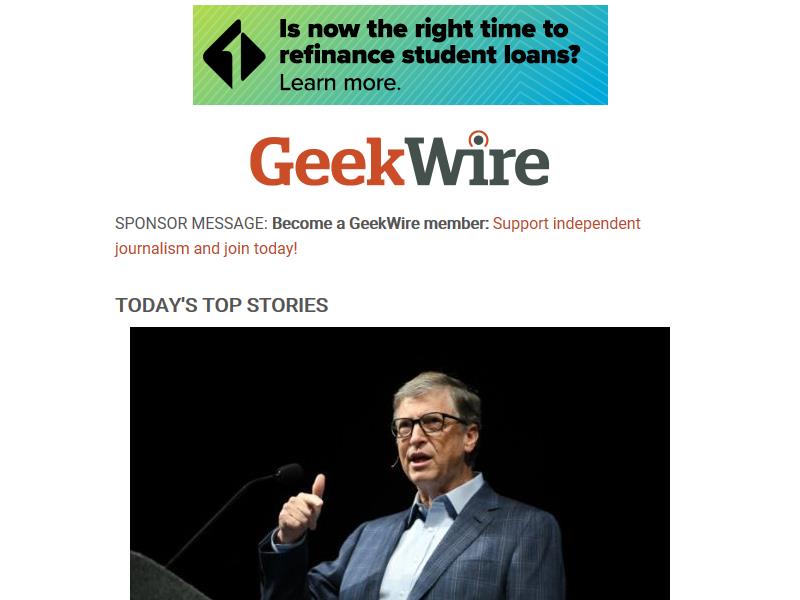 Is now the right time to
refinance student loans?
Learn more.
GeekWire
SPONSOR MESSAGE: Become a GeekWire member: Support independent
journalism and join today!
TODAY'S TOP STORIES